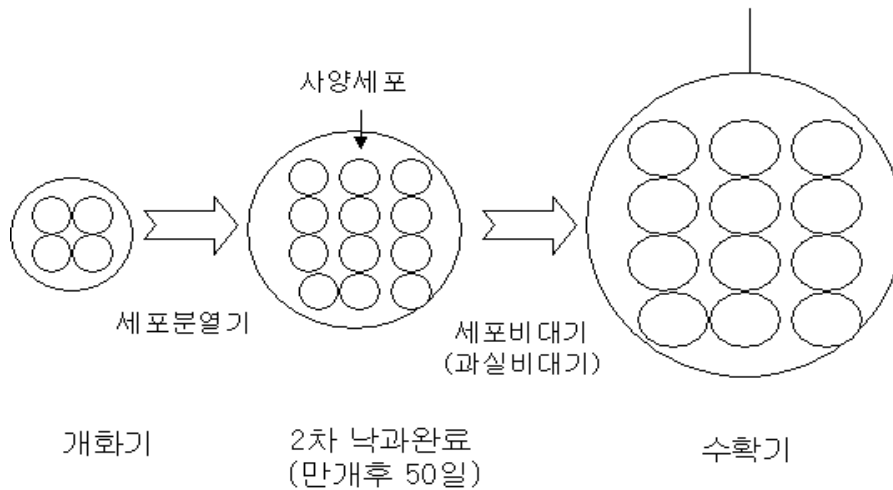 사양세포
세포분열기
세포비대기
(과실비대기)
개화기
2차 낙과완료
(만개후 50일)
수확기